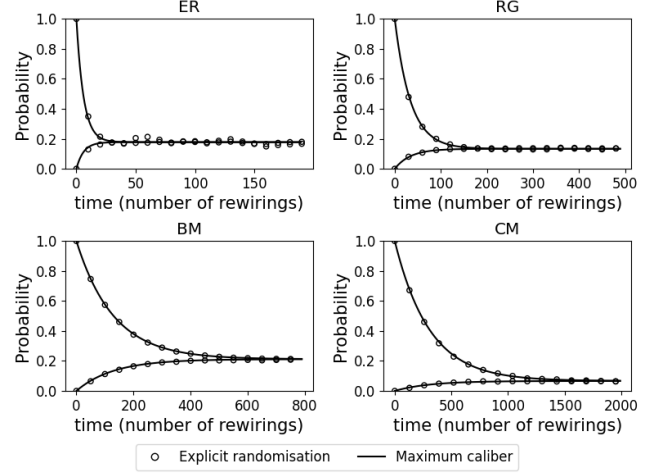 ER
Probability
1.0
0.8
0.6
0.4
0.2
0.0
0 50 100 150
time (number of rewirings)
RG
Probability
1.0
0.8
0.6
0.4
0.2
0.0
0 100 200 300 400 500
time (number of rewirings)
BM
Probability
1.0
0.8
0.6
0.4
0.2
0.0
0 200 400 600 800
time (number of rewirings)
CM
Probability
1.0
0.8
0.6
0.4
0.2
0.0
0 500 1000 1500 2000
time (number of rewirings)
Explicit randomisation
Maximum caliber